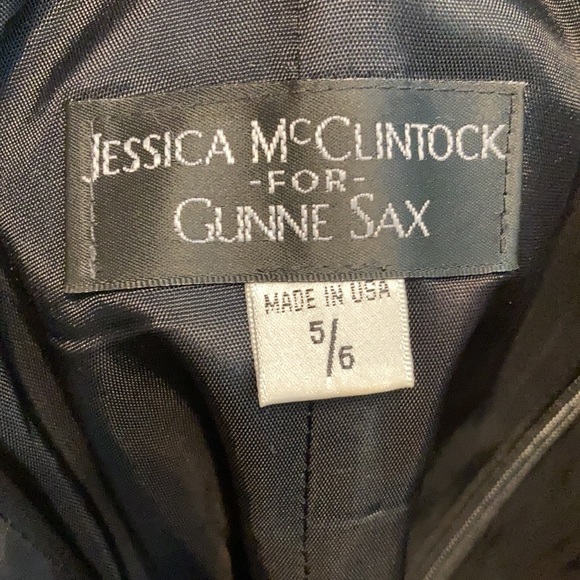 JESSICA MCCLINTOCK
-FOR-
GUNNE SAX
MADE IN USA
5/6